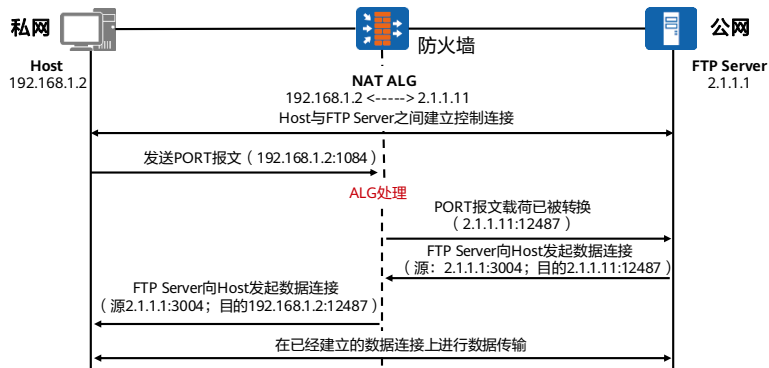 私网
防火墙
公网
Host
192.168.1.2
FTP Server
2.1.1.1
NAT ALG
192.168.1.2 <-----> 2.1.1.11
Host与FTP Server之间建立控制连接
发送PORT报文（192.168.1.2:1084）
ALG处理
PORT报文载荷已被转换
（2.1.1.11:12487）
FTP Server向Host发起数据连接
（源：2.1.1.1:3004；目的2.1.1.11:12487）
FTP Server向Host发起数据连接
（源2.1.1.1:3004；目的192.168.1.2:12487）
在已经建立的数据连接上进行数据传输